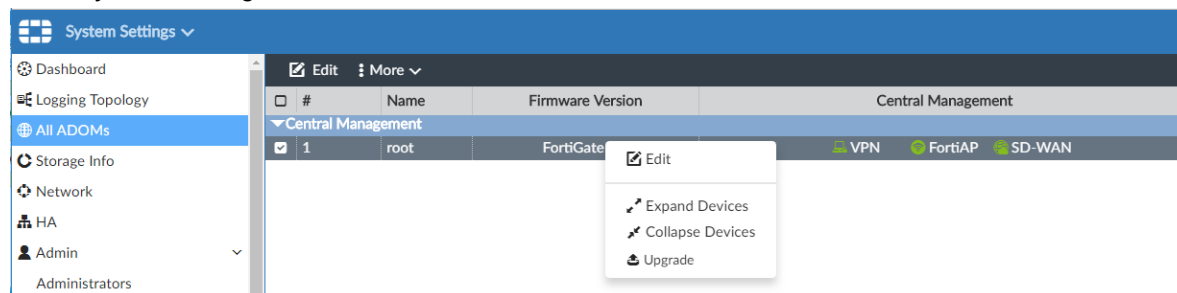 System Settings
Dashboard
Logging Topology
All ADOMs
Storage Info
Network
HA
Admin
Administrators
Edit More
# Name Firmware Version Central Management
Central Management
1 root FortiGate VPN FortiAP SD-WAN
Edit
Expand Devices
Collapse Devices
Upgrade